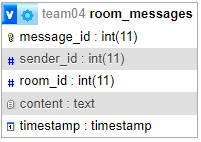 v team04 room_messages
message_id : int(11)
sender_id : int(11)
room_id : int(11)
content : text
timestamp : timestamp